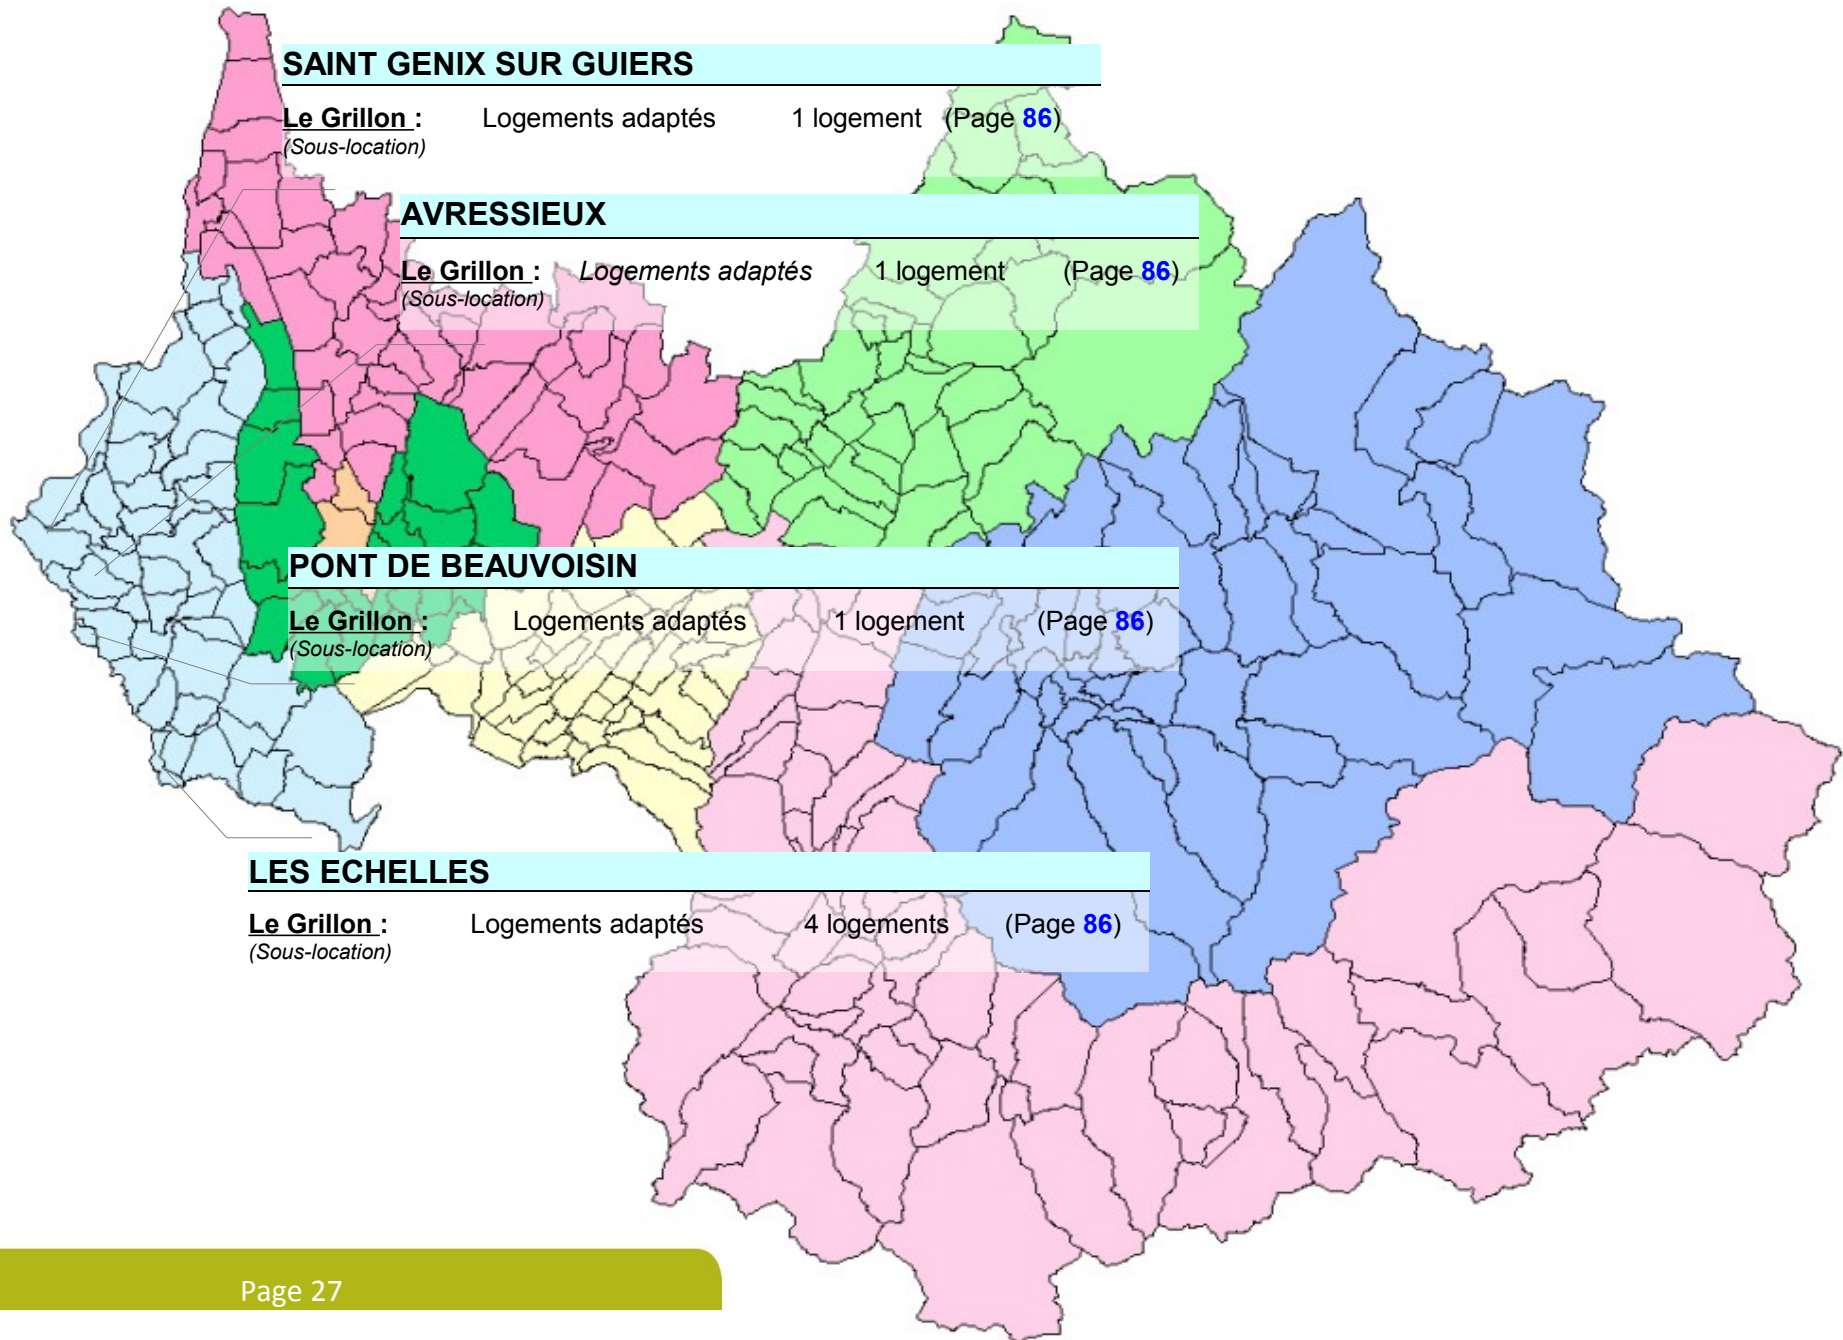 SAINT GENIX SUR GUIERS
Le Grillon : Logements adaptés 1 logement (Page 86)
(Sous-location)
AVRESSIEUX
Le Grillon : Logements adaptés 1 logement (Page 86)
(Sous-location)
PONT DE BEAUVOISIN
Le Grillon : Logements adaptés 1 logement (Page 86)
(Sous-location)
LES ECHELLES
Le Grillon : Logements adaptés 4 logements (Page 86)
(Sous-location)
Page 27